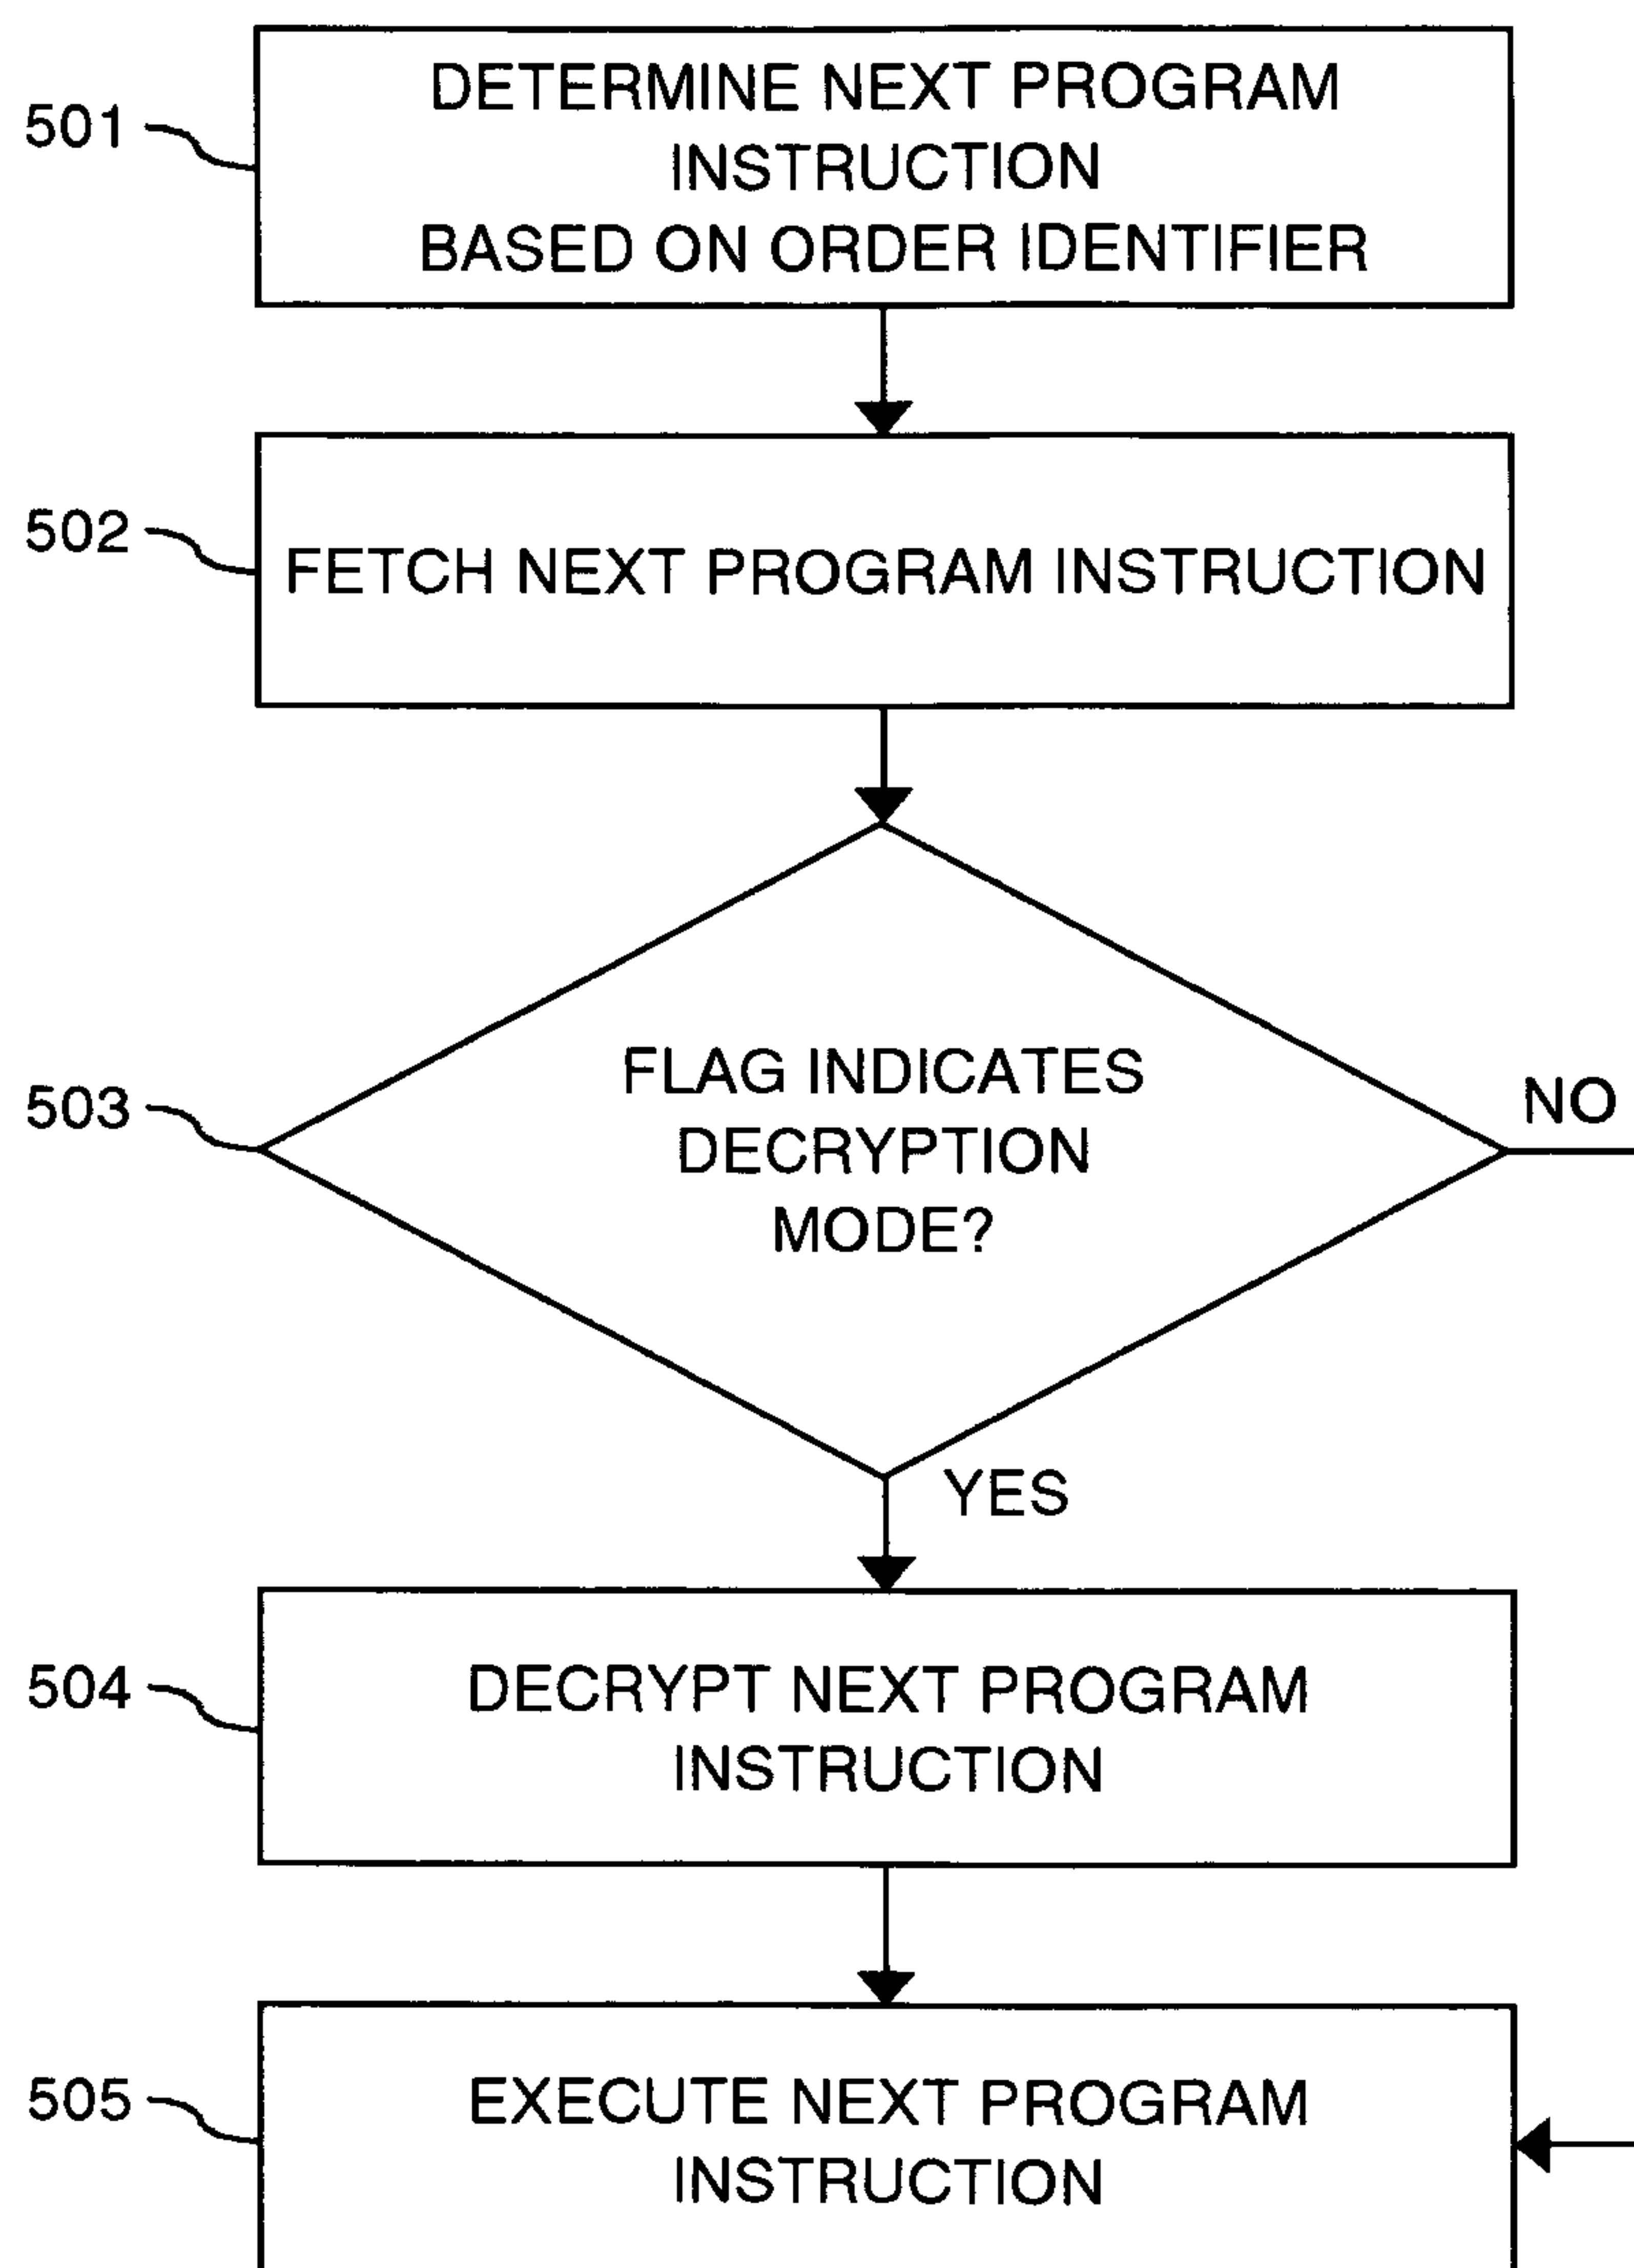 501
DETERMINE NEXT PROGRAM
INSTRUCTION
BASED ON ORDER IDENTIFIER
502
FETCH NEXT PROGRAM INSTRUCTION
503
FLAG INDICATES
DECRYPTION
MODE?
NO
YES
504
DECRYPT NEXT PROGRAM
INSTRUCTION
505
EXECUTE NEXT PROGRAM
INSTRUCTION